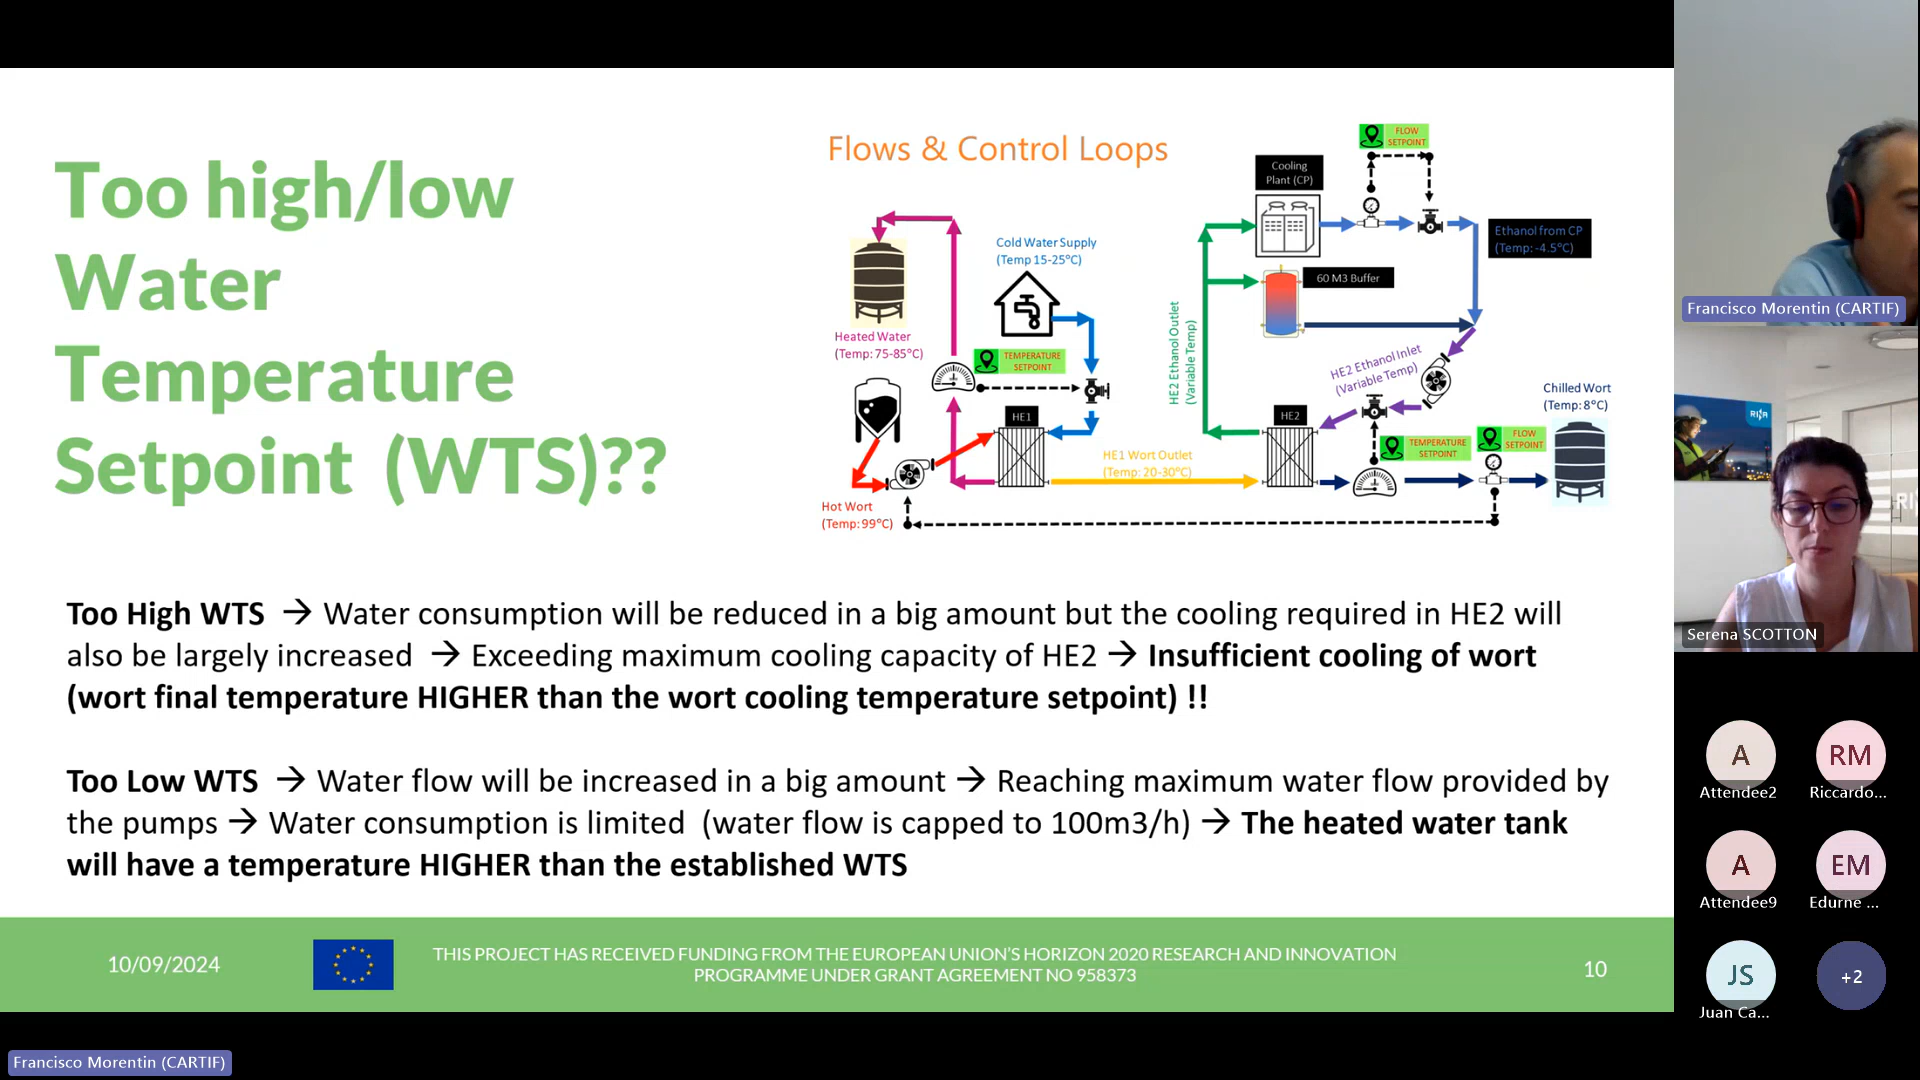 Too high/low
Water
Temperature
Setpoint (WTS)??
Flows & Control Loops
FLOW
SETPOINT
Cooling
Plant (CP)
Ethanol from CP
(Temp: -4.5°C)
Cold Water Supply
(Temp 15-25°C)
60 M3 Buffer
Heated Water
(Temp: 75-85°C)
TEMPERATURE
SETPOINT
HE2 Ethanol Outlet
(Variable Temp)
HE2 Ethanol Inlet
(Variable Temp)
Chilled Wort
(Temp: 8°C)
HE1
HE2
TEMPERATURE
SETPOINT
FLOW
SETPOINT
HE1 Wort Outlet
(Temp: 20-30°C)
Hot Wort
(Temp: 99°C)
Too High WTS → Water consumption will be reduced in a big amount but the cooling required in HE2 will
also be largely increased → Exceeding maximum cooling capacity of HE2 → Insufficient cooling of wort
(wort final temperature HIGHER than the wort cooling temperature setpoint) !!
Too Low WTS → Water flow will be increased in a big amount → Reaching maximum water flow provided by
the pumps → Water consumption is limited (water flow is capped to 100m3/h) → The heated water tank
will have a temperature HIGHER than the established WTS
10/09/2024
THIS PROJECT HAS RECEIVED FUNDING FROM THE EUROPEAN UNION'S HORIZON 2020 RESEARCH AND INNOVATION
PROGRAMME UNDER GRANT AGREEMENT NO 958373
10
Francisco Morentin (CARTIF)
Francisco Morentin (CARTIF)
Serena SCOTTON
A
Attendee2
RM
Riccardo...
A
Attendee9
EM
Edurne ...
JS
Juan Ca...
+2